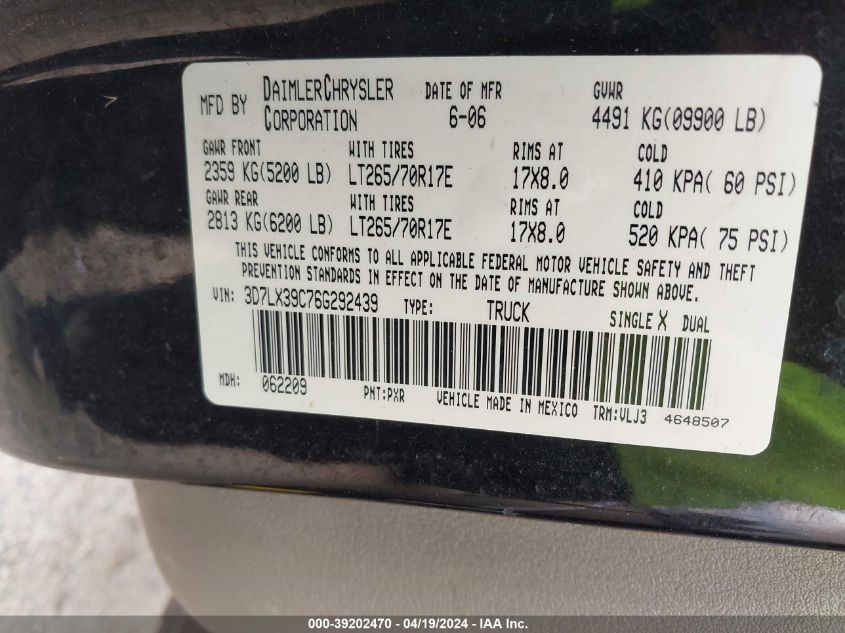 MFD BY DAIMLERCHRYSLER CORPORATION DATE OF MFR 6-06 GVWR 4491 KG(09900 LB)
GAWR FRONT WITH TIRES RIMS AT COLD
2359 KG(5200 LB) LT265/70R17E 17X8.0 410 KPA( 60 PSI)
GAWR REAR WITH TIRES RIMS AT COLD
2813 KG(6200 LB) LT265/70R17E 17X8.0 520 KPA( 75 PSI)
THIS VEHICLE CONFORMS TO ALL APPLICABLE FEDERAL MOTOR VEHICLE SAFETY AND THEFT
PREVENTION STANDARDS IN EFFECT ON THE DATE OF MANUFACTURE SHOWN ABOVE.
VIN: 3D7LX39C76G292439 TYPE: TRUCK SINGLE X DUAL
MDH: 062209 PNT:PXR VEHICLE MADE IN MEXICO TRM:VLJ3 4648507
000-39202470 - 04/19/2024 - IAA Inc.